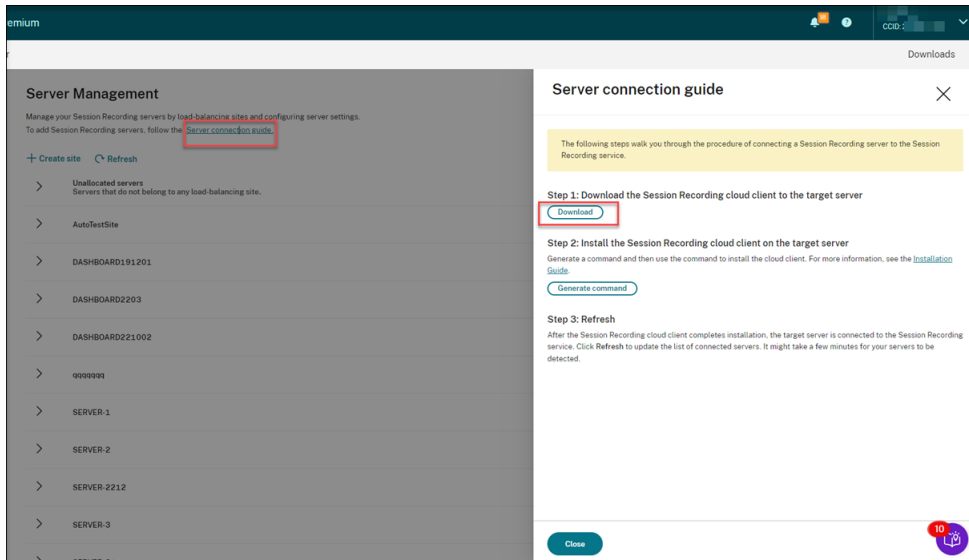 emium
CCID:
r
Downloads
Server Management
Manage your Session Recording servers by load-balancing sites and configuring server settings.
To add Session Recording servers, follow the Server connection guide.
+ Create site Refresh
Unallocated servers
Servers that do not belong to any load-balancing site.
AutoTestSite
DASHBOARD191201
DASHBOARD2203
DASHBOARD221002
qqqqqqq
SERVER-1
SERVER-2
SERVER-2212
SERVER-3
Server connection guide
The following steps walk you through the procedure of connecting a Session Recording server to the Session
Recording service.
Step 1: Download the Session Recording cloud client to the target server
Download
Step 2: Install the Session Recording cloud client on the target server
Generate a command and then use the command to install the cloud client. For more information, see the Installation
Guide.
Generate command
Step 3: Refresh
After the Session Recording cloud client completes installation, the target server is connected to the Session Recording
service. Click Refresh to update the list of connected servers. It might take a few minutes for your servers to be
detected.
Close
10